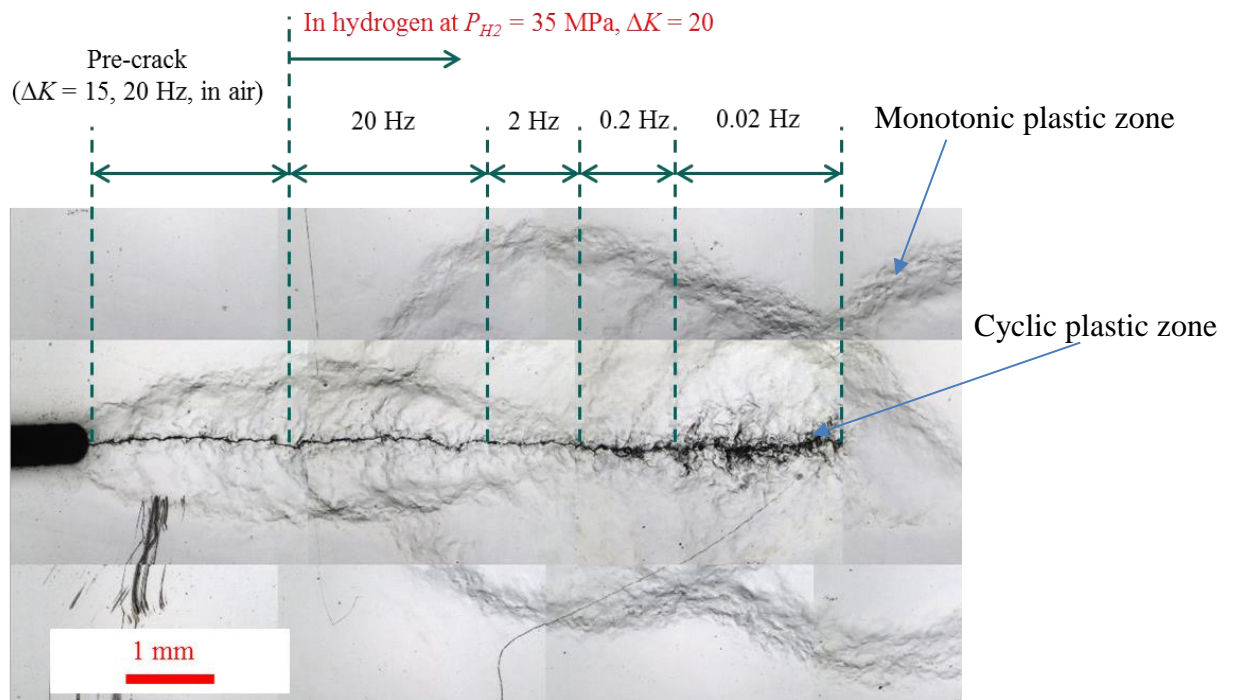 In hydrogen at PH2 = 35 MPa, ΔK = 20
Pre-crack
(ΔK = 15, 20 Hz, in air)
20 Hz
2 Hz
0.2 Hz
0.02 Hz
Monotonic plastic zone
Cyclic plastic zone
1 mm